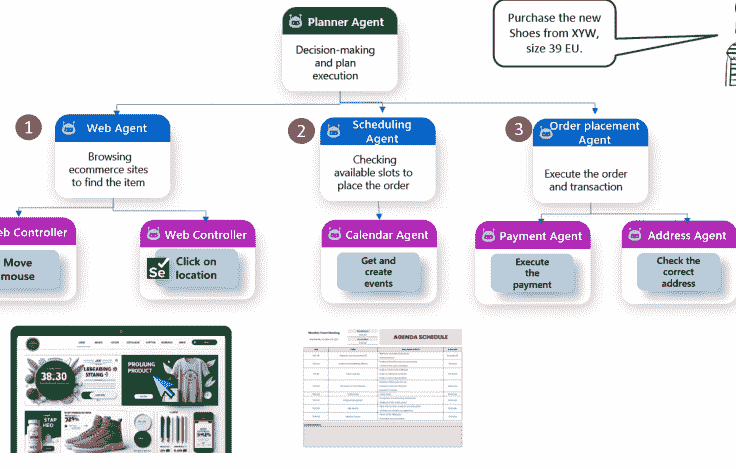 Planner Agent
Decision-making
and plan
execution
Purchase the new
Shoes from XYW,
size 39 EU.
1
Web Agent
Browsing
ecommerce sites
to find the item
2
Scheduling
Agent
Checking
available slots to
place the order
3
Order placement
Agent
Execute the order
and transaction
eb Controller
Move
mouse
Web Controller
Se
Click on
location
Calendar Agent
Get and
create
events
Payment Agent
Execute
the
payment
Address Agent
Check the
correct
address
38.30
PROUUNG
PRODUCT
AGENDA SCHEDULE